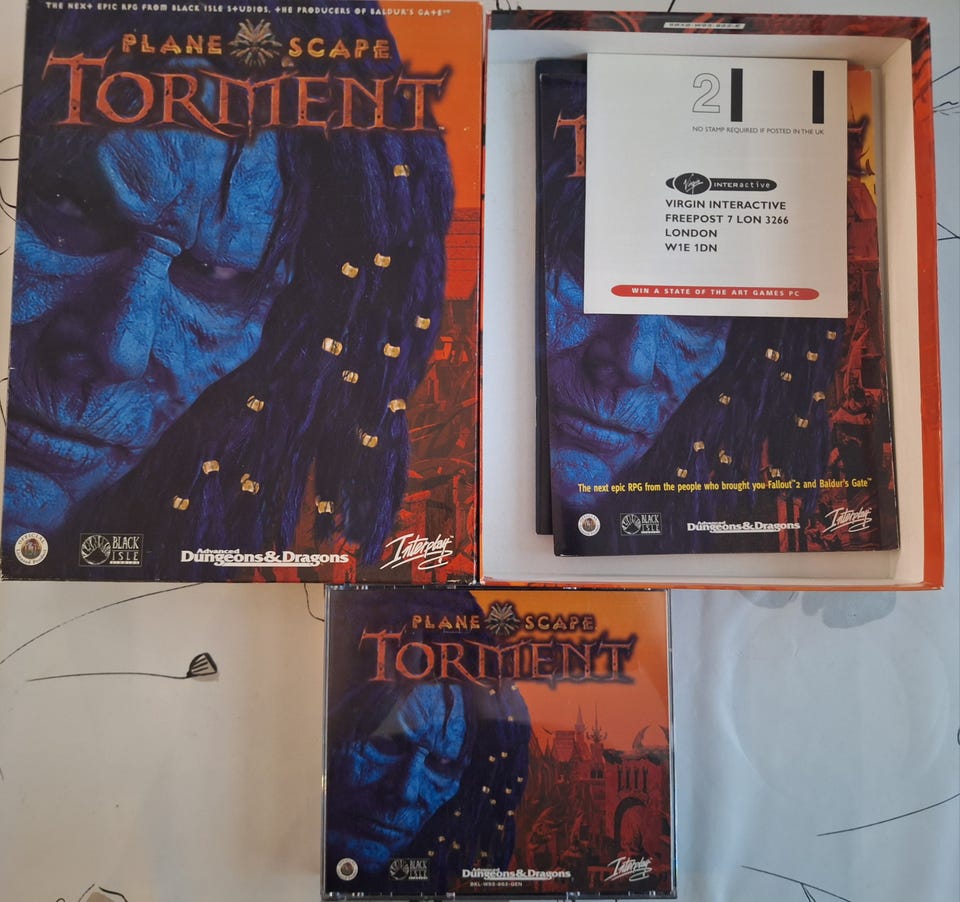 THE NEXT EPIC RPG FROM BLACK ISLE STUDIOS, THE PRODUCERS OF BALDUR'S GATE™
PLANE SCAPE
TORMENT
BLACK
ISLE
STUDIOS
Advanced
Dungeons&Dragons
Interplay
2
NO STAMP REQUIRED IF POSTED IN THE UK
Virgin INTERactive
VIRGIN INTERACTIVE
FREEPOST 7 LON 3266
LONDON
W1E 1DN
WIN A STATE OF THE ART GAMES PC
T
The next epic RPG from the people who brought you Fallout™2 and Baldur's Gate™
BLACK
ISLE
Advanced
Dungeons&Dragons
Interplay
PLANE SCAPE
TORMENT
BLACK
ISLE
Advanced
Dungeons&Dragons
Interplay